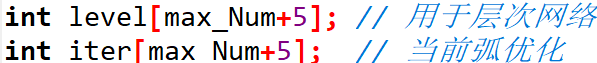 int level[max_Num+5]; // 用于层次网络
int iter[max_Num+5];  // 当前弧优化